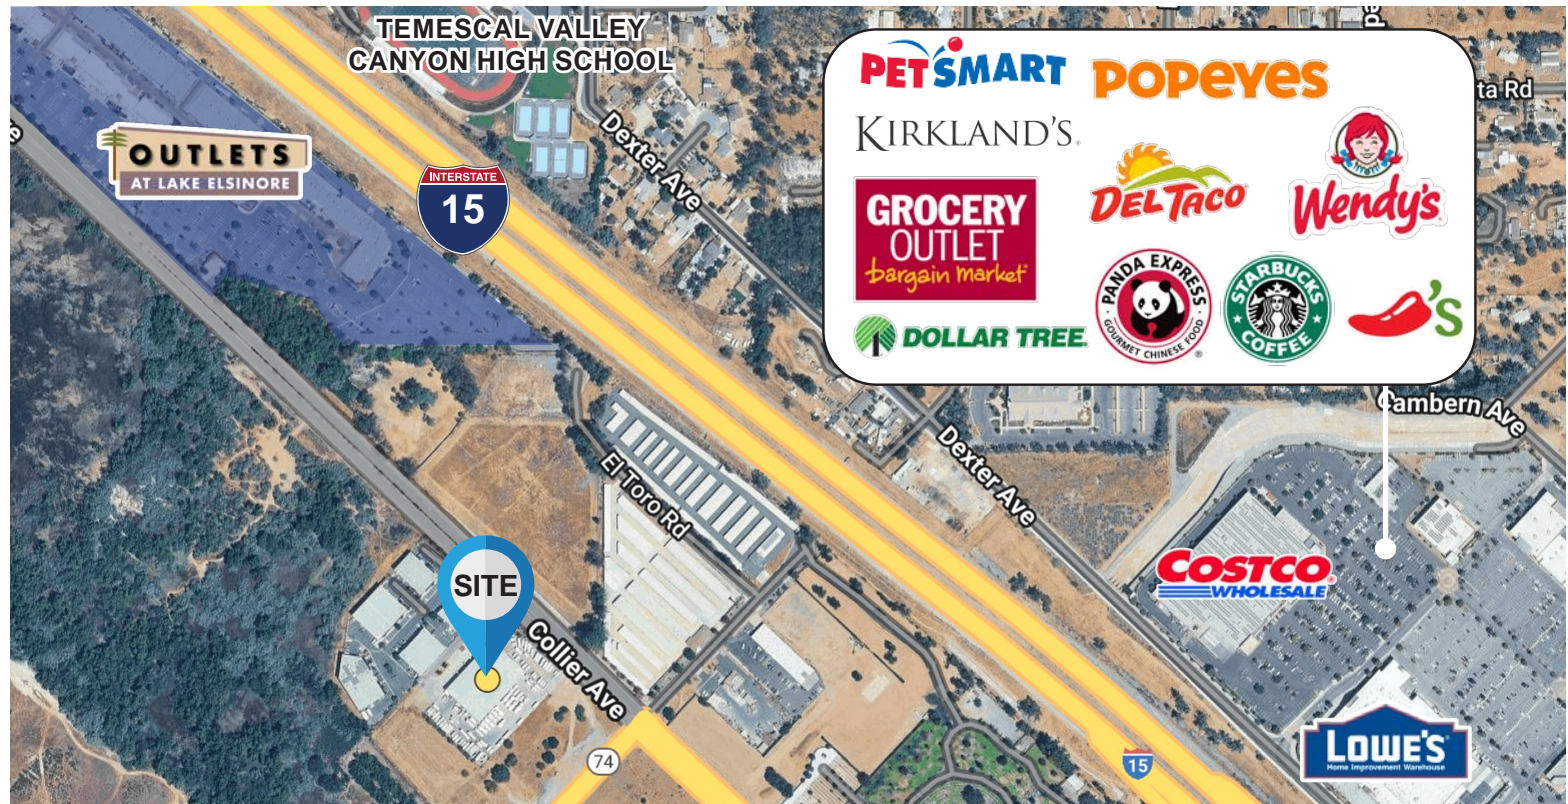 TEMESCAL VALLEY
CANYON HIGH SCHOOL
OUTLETS
AT LAKE ELSINORE
INTERSTATE
15
Dexter Ave
PETSMART
POPEYES
KIRKLAND'S
GROCERY
OUTLET
bargain market
DEL TACO
Wendy's
DOLLAR TREE
PANDA EXPRESS
GOURMET CHINESE FOOD
STARBUCKS
COFFEE
'S
ta Rd
Cambern Ave
Dexter Ave
El Toro Rd
SITE
Collier Ave
COSTCO
WHOLESALE
LOWE'S
Home Improvement Warehouse
74
15